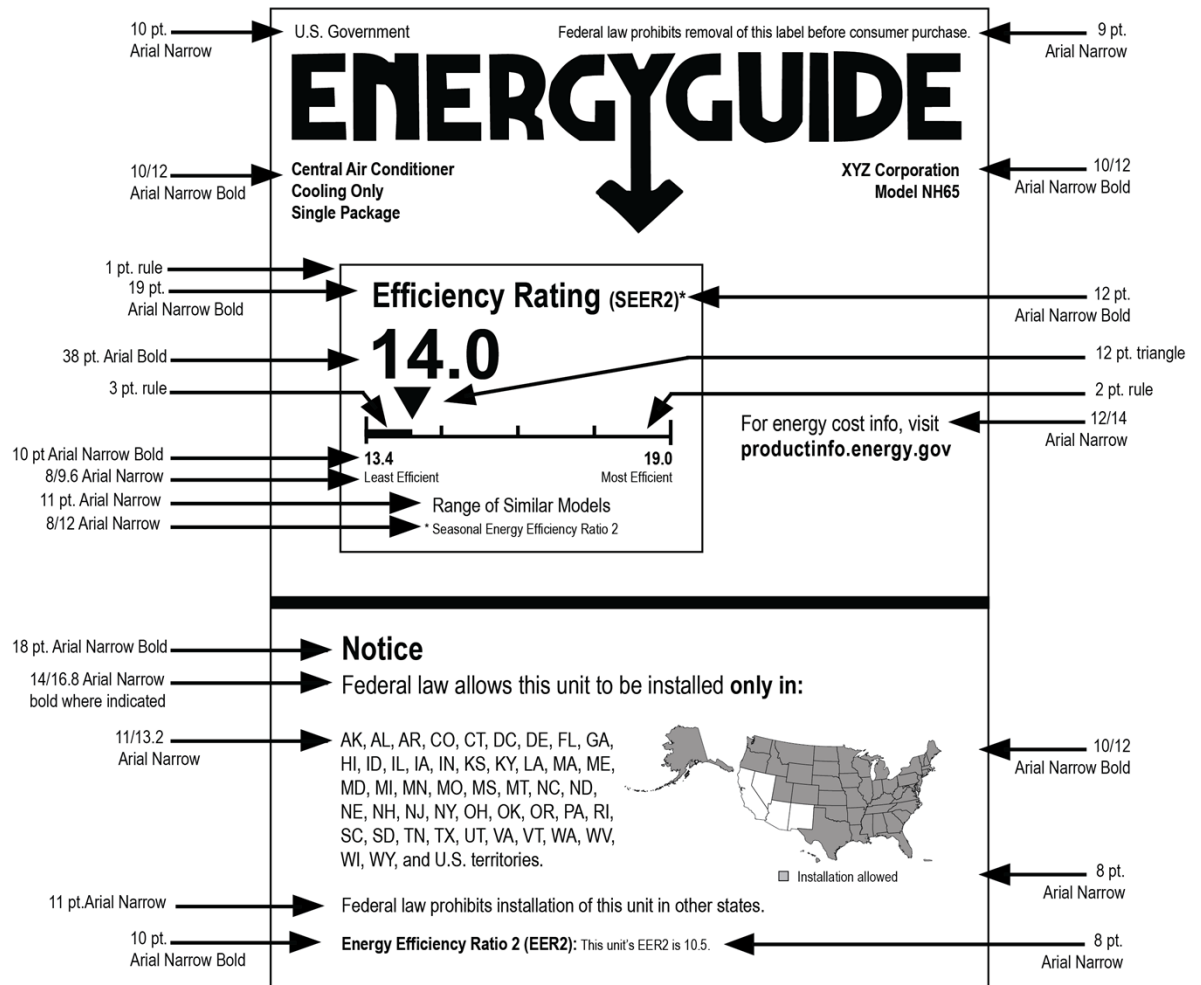 10 pt.
Arial Narrow
U.S. Government
Federal law prohibits removal of this label before consumer purchase.
9 pt.
Arial Narrow
ENERGYGUIDE
10/12
Arial Narrow Bold
Central Air Conditioner
Cooling Only
Single Package
XYZ Corporation
Model NH65
10/12
Arial Narrow Bold
1 pt. rule
19 pt.
Arial Narrow Bold
Efficiency Rating (SEER2)*
12 pt.
Arial Narrow Bold
38 pt. Arial Bold
14.0
12 pt. triangle
3 pt. rule
2 pt. rule
For energy cost info, visit
productinfo.energy.gov
12/14
Arial Narrow
10 pt Arial Narrow Bold
13.4
19.0
8/9.6 Arial Narrow
Least Efficient
Most Efficient
11 pt. Arial Narrow
Range of Similar Models
8/12 Arial Narrow
* Seasonal Energy Efficiency Ratio 2
18 pt. Arial Narrow Bold
Notice
14/16.8 Arial Narrow
bold where indicated
Federal law allows this unit to be installed only in:
11/13.2
Arial Narrow
AK, AL, AR, CO, CT, DC, DE, FL, GA,
HI, ID, IL, IA, IN, KS, KY, LA, MA, ME,
MD, MI, MN, MO, MS, MT, NC, ND,
NE, NH, NJ, NY, OH, OK, OR, PA, RI,
SC, SD, TN, TX, UT, VA, VT, WA, WV,
WI, WY, and U.S. territories.
10/12
Arial Narrow Bold
Installation allowed
8 pt.
Arial Narrow
11 pt.Arial Narrow
Federal law prohibits installation of this unit in other states.
10 pt.
Arial Narrow Bold
Energy Efficiency Ratio 2 (EER2): This unit's EER2 is 10.5.
8 pt.
Arial Narrow